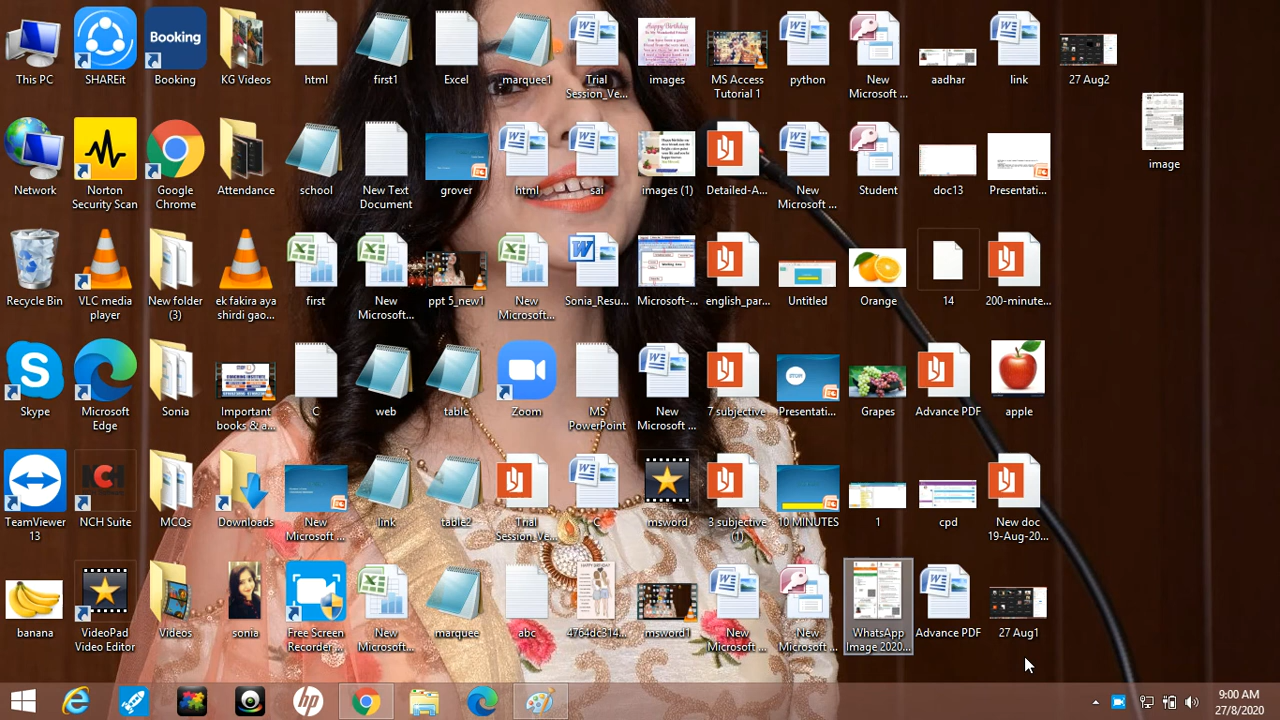 This PC
SHAREit
Booking
Booking
KG Videos
html
first
Excel
marquee1
Trial
Session_Ve...
images
MS Access
Tutorial 1
python
New
Microsoft ...
aadhar
link
27 Aug2
image
Network
Norton
Security Scan
Google
Chrome
Attendance
school
New Text
Document
grover
html
sai
images (1)
Detailed-A...
New
Microsoft ...
Student
doc13
Presentati...
Recycle Bin
VLC media
player
New folder
(3)
ek fakira aya
shirdi gao...
first
New
Microsoft...
ppt 5_new1
New
Microsoft...
Sonia_Resu...
Microsoft-...
english_par...
Untitled
Orange
14
200-minute...
Skype
Microsoft
Edge
Sonia
Important
books & a...
C
web
table
Zoom
MS
PowerPoint
New
Microsoft ...
7 subjective
Presentati...
Grapes
Advance PDF
apple
TeamViewer
13
NCH Suite
MCQs
Downloads
New
Microsoft ...
link
table2
Trial
Session_Ve...
C
msword
3 subjective
(1)
10 MINUTES
1
cpd
New doc
19-Aug-20...
banana
VideoPad
Video Editor
Videos
sonia
Free Screen
Recorder...
New
Microsoft...
marquee
abc
4764dc314...
msword1
New
Microsoft ...
New
Microsoft ...
WhatsApp
Image 2020...
Advance PDF
27 Aug1
hp
9:00 AM
27/8/2020